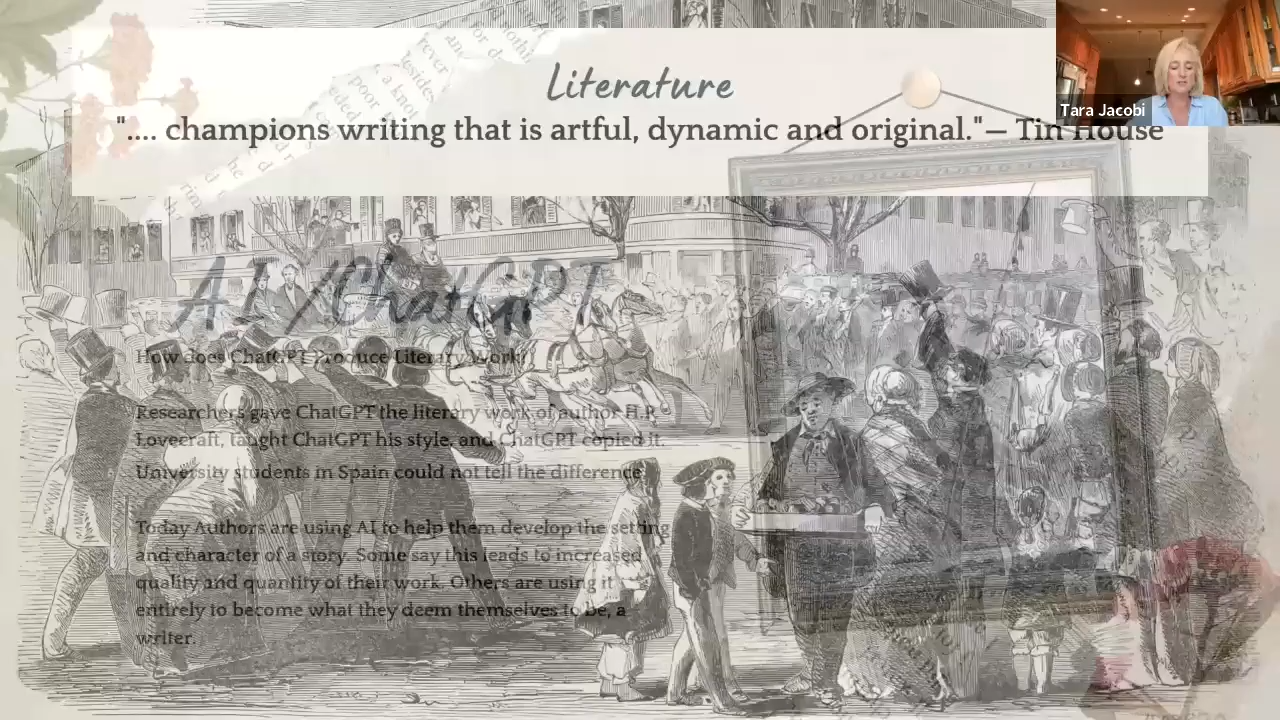 Literature
".... champions writing that is artful, dynamic and original."— Tin House
Tara Jacobi
AI/ChatGPT
How does ChatGPT Produce Literary Work?
Researchers gave ChatGPT the literary work of author H.P.
Lovecraft, taught ChatGPT his style, and ChatGPT copied it.
University students in Spain could not tell the difference.
Today Authors are using AI to help them develop the setting
and character of a story. Some say this leads to increased
quality and quantity of their work. Others are using it
entirely to become what they deem themselves to be, a
writer.